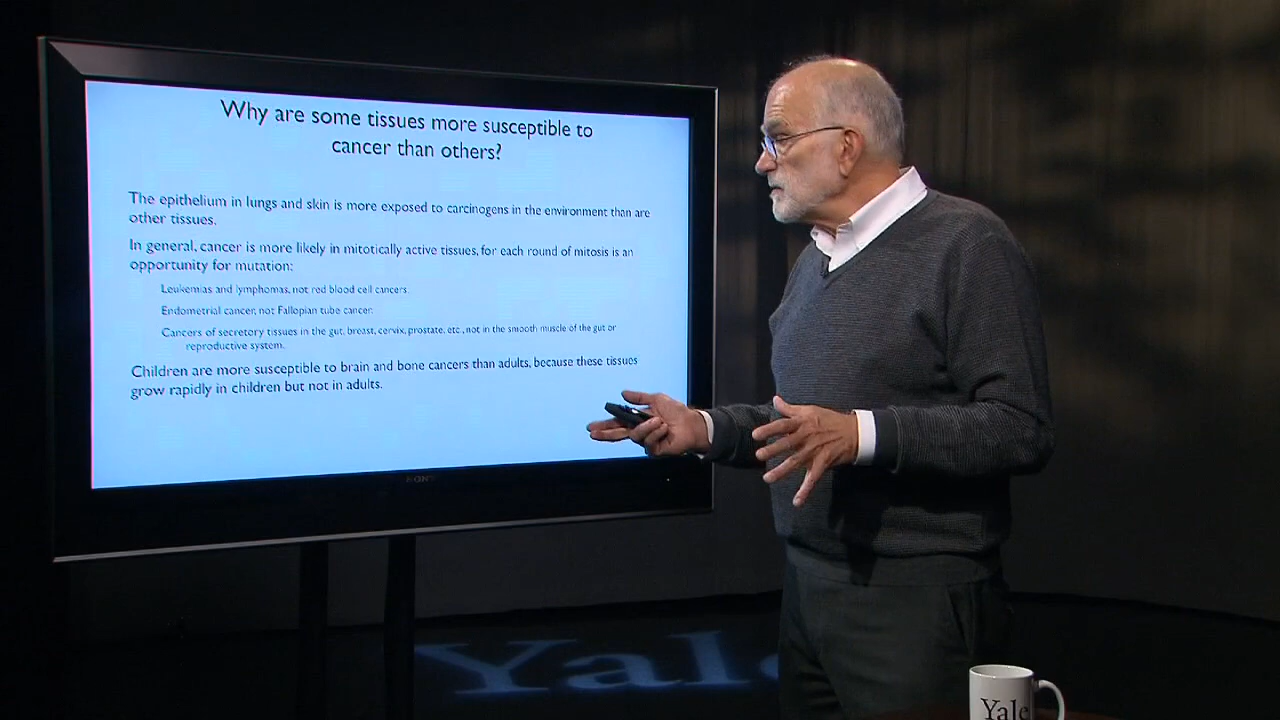 Why are some tissues more susceptible to
cancer than others?
The epithelium in lungs and skin is more exposed to carcinogens in the environment than are
other tissues.
In general, cancer is more likely in mitotically active tissues, for each round of mitosis is an
opportunity for mutation:
Leukemias and lymphomas, not red blood cell cancers.
Endometrial cancer, not Fallopian tube cancer.
Cancers of secretory tissues in the gut, breast, cervix, prostate, etc., not in the smooth muscle of the gut or
reproductive system.
Children are more susceptible to brain and bone cancers than adults, because these tissues
grow rapidly in children but not in adults.
SONY
Yale
Yale